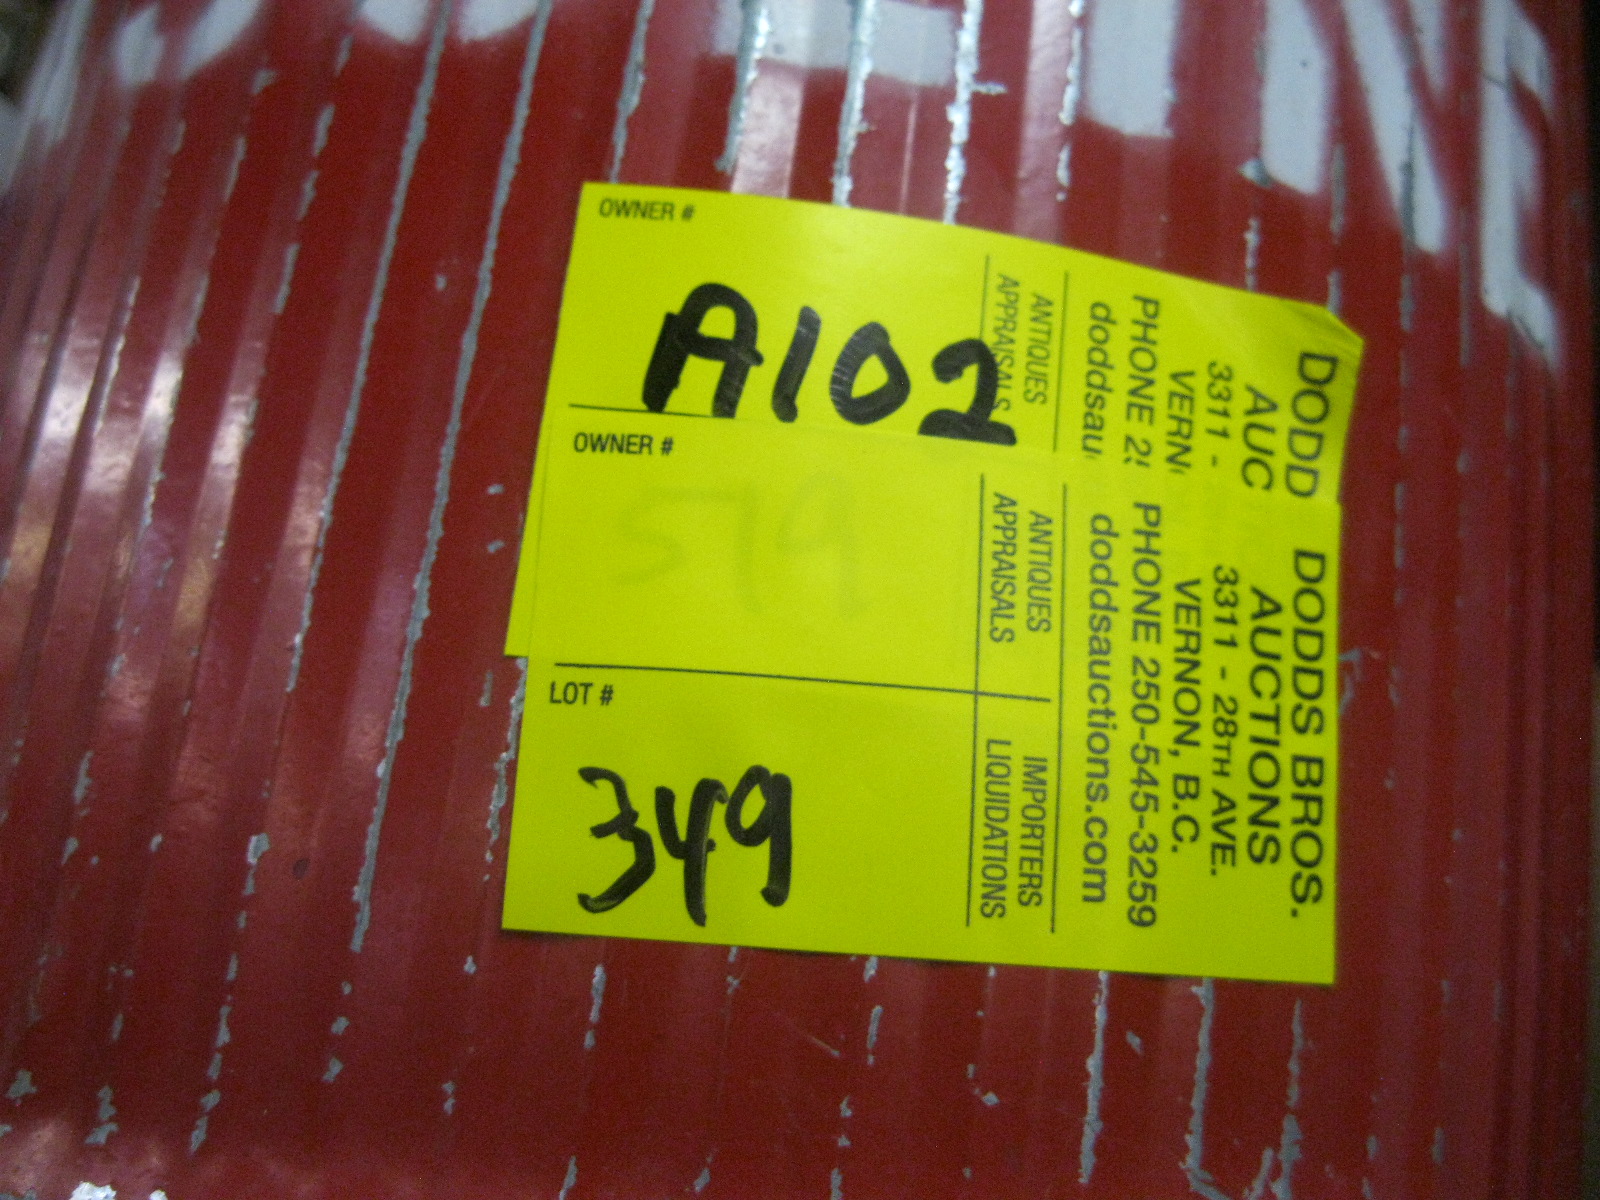 OWNER #
A102
ANTIQUES
APPRAISALS
DODD
AUC
3311 -
VERN
PHONE 2
doddsau
OWNER #
519
LOT #
349
ANTIQUES
APPRAISALS
IMPORTERS
LIQUIDATIONS
DODDS BROS.
AUCTIONS
3311 - 28TH AVE.
VERNON, B.C.
PHONE 250-545-3259
doddsauctions.com